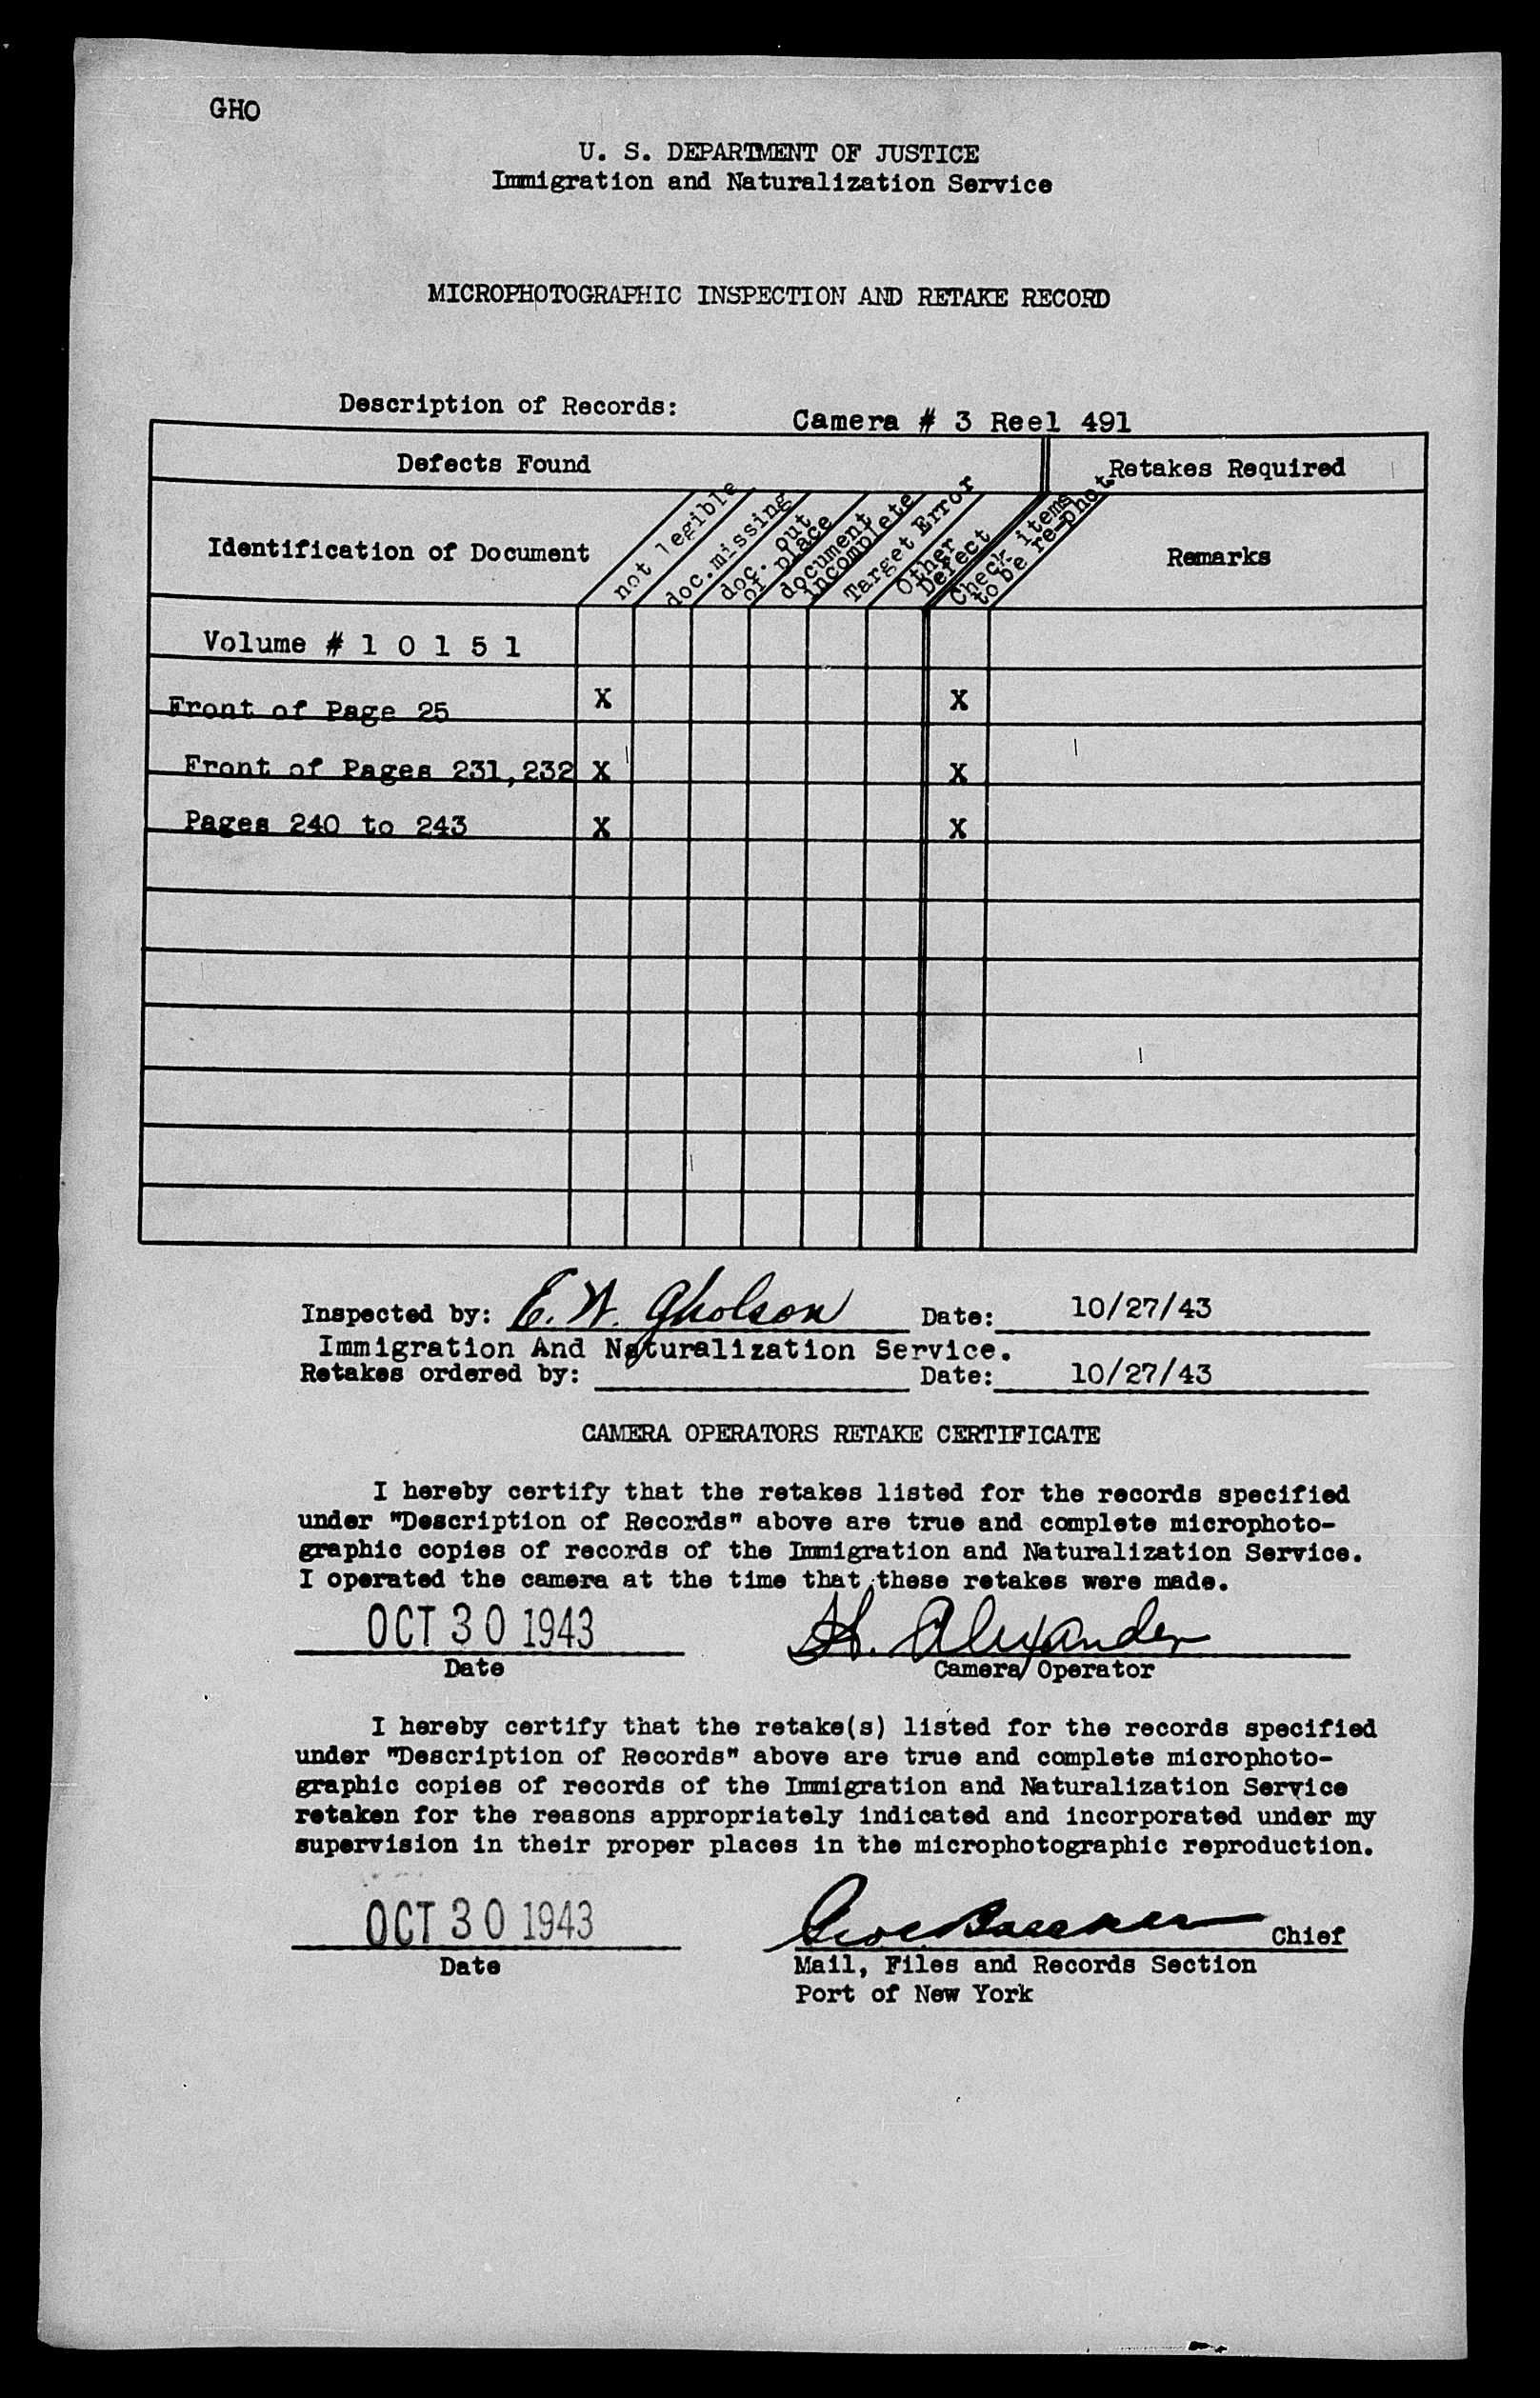 GHO
U. S. DEPARTMENT OF JUSTICE
Immigration and Naturalization Service
MICROPHOTOGRAPHIC INSPECTION AND RETAKE RECORD
Description of Records:
Camera # 3 Reel 491
Defects Found
Retakes Required
Identification of Document
not legible
doc.missing
doc. out
of place
document
incomplete
Target Error
Other
Defect
Check items
to be re-phot.
Remarks
Volume # 1 0 1 5 1
Front of Page 25 X X
Front of Pages 231,232 X X
Pages 240 to 243 X X
Inspected by: E. W. Gholson Date: 10/27/43
Immigration And Naturalization Service.
Retakes ordered by: Date: 10/27/43
CAMERA OPERATORS RETAKE CERTIFICATE
I hereby certify that the retakes listed for the records specified
under "Description of Records" above are true and complete microphoto-
graphic copies of records of the Immigration and Naturalization Service.
I operated the camera at the time that these retakes were made.
OCT 30 1943 H. Alexander
Date Camera Operator
I hereby certify that the retake(s) listed for the records specified
under "Description of Records" above are true and complete microphoto-
graphic copies of records of the Immigration and Naturalization Service
retaken for the reasons appropriately indicated and incorporated under my
supervision in their proper places in the microphotographic reproduction.
OCT 30 1943 Chief
Date Mail, Files and Records Section
Port of New York